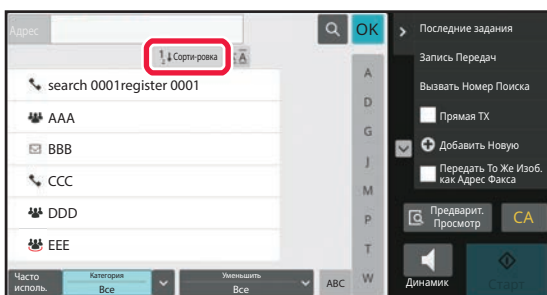 Адрес
OK
Сорти-ровка
A
search 0001register 0001
AAA
BBB
CCC
DDD
EEE
A
D
G
J
M
P
T
W
Часто
исполь.
Категория
Все
Уменьшить
Все
ABC
Последние задания
Запись Передач
Вызвать Номер Поиска
Прямая TX
Добавить Новую
Передать То Же Изоб.
как Адрес Факса
Предварит.
Просмотр
CA
Динамик
Старт